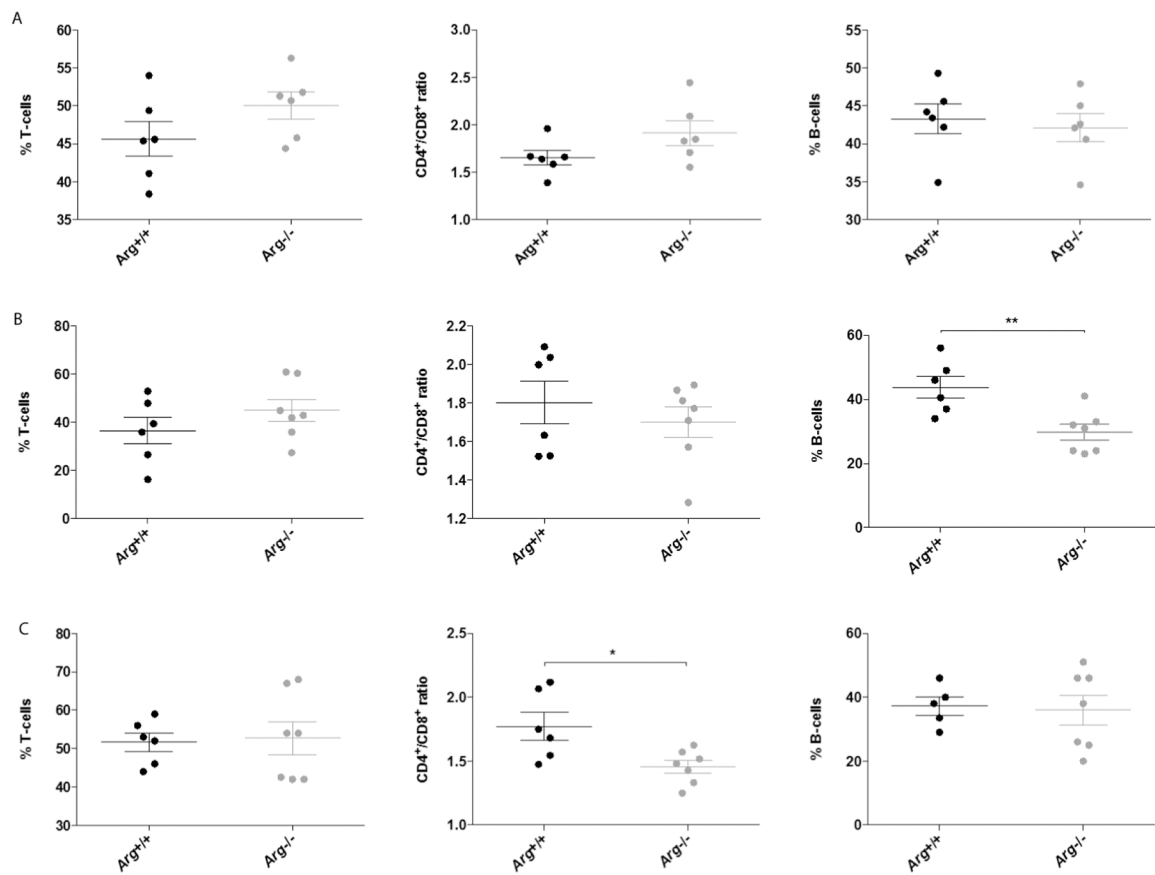 A
60
55
50
45
40
35
% T-cells
Arg+/+
Arg-/-
3.0
2.5
2.0
1.5
1.0
CD4+/CD8+ ratio
Arg+/+
Arg-/-
55
50
45
40
35
30
% B-cells
Arg+/+
Arg-/-
B
80
60
40
20
0
% T-cells
Arg+/+
Arg-/-
2.2
2.0
1.8
1.6
1.4
1.2
CD4+/CD8+ ratio
Arg+/+
Arg-/-
**
60
40
20
0
% B-cells
Arg+/+
Arg-/-
C
80
70
60
50
40
30
% T-cells
Arg+/+
Arg-/-
*
2.5
2.0
1.5
1.0
CD4+/CD8+ ratio
Arg+/+
Arg-/-
60
40
20
0
% B-cells
Arg+/+
Arg-/-